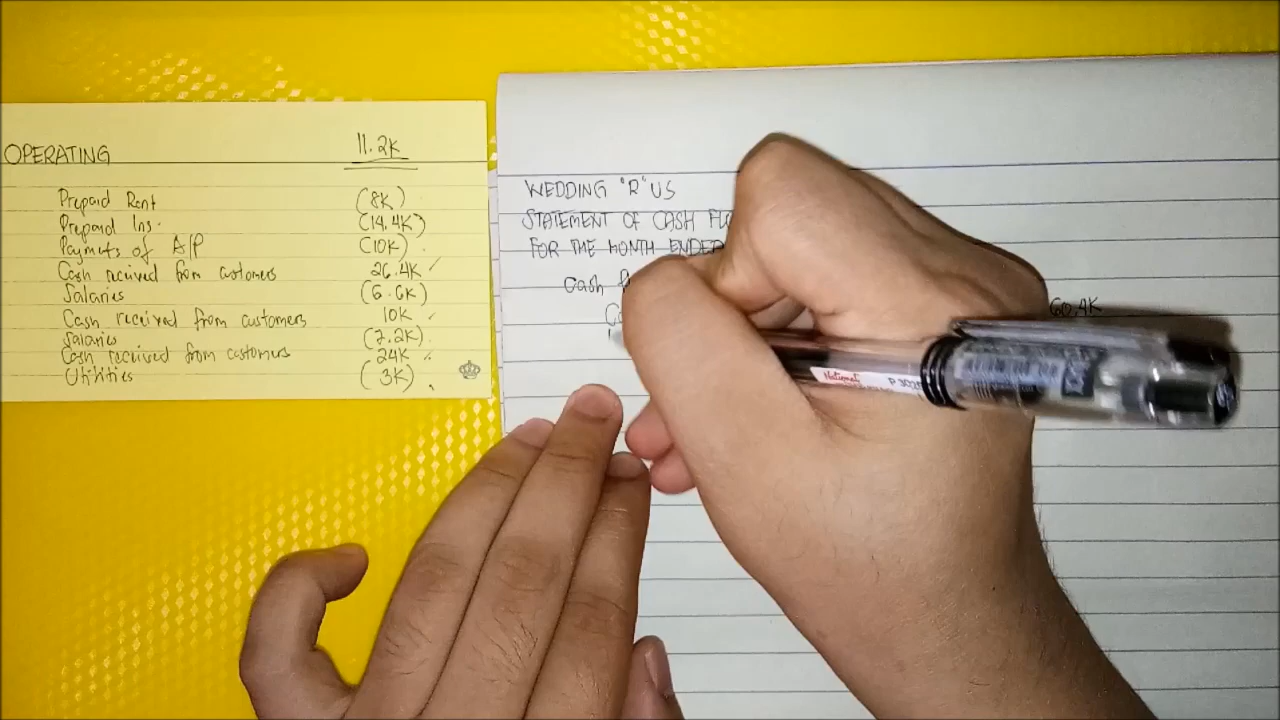 OPERATING 11.2K
Prepaid Rent (8K)
Prepaid Ins. (14.4K)
Payments of A/P (10K)
Cash received from customers 26.4K ✓
Salaries (6.6K)
Cash received from customers 10K ✓
Salaries (7.2K)
Cash received from customers 24K ✓
Utilities (3K)
WEDDING "R" US
STATEMENT OF CASH FLO
FOR THE MONTH ENDED
Cash
60.4K
National